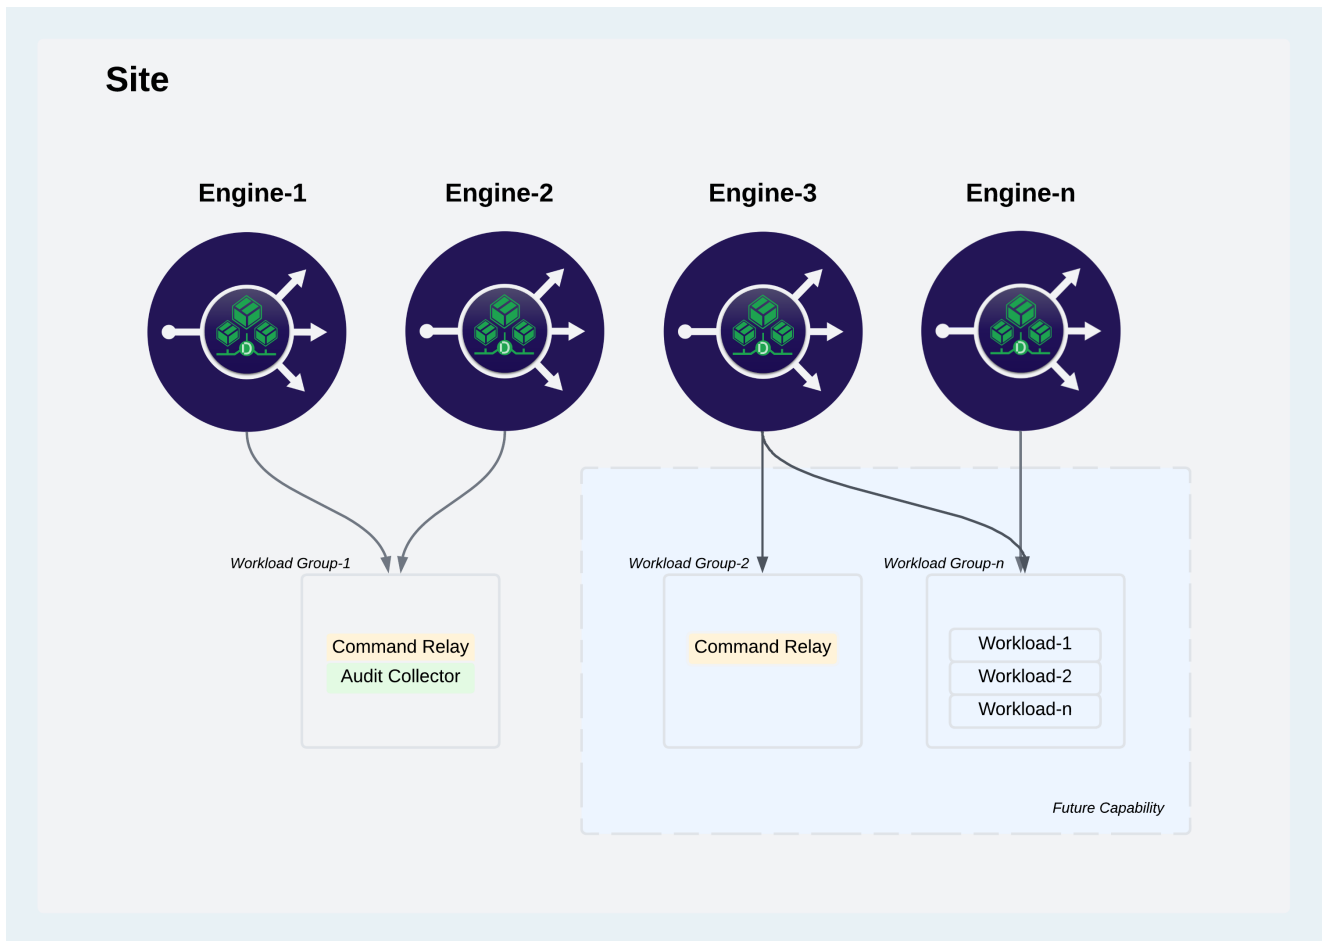 Site
Engine-1
Engine-2
Engine-3
Engine-n
D
D
D
D
Workload Group-1
Workload Group-2
Workload Group-n
Command Relay
Audit Collector
Command Relay
Workload-1
Workload-2
Workload-n
Future Capability